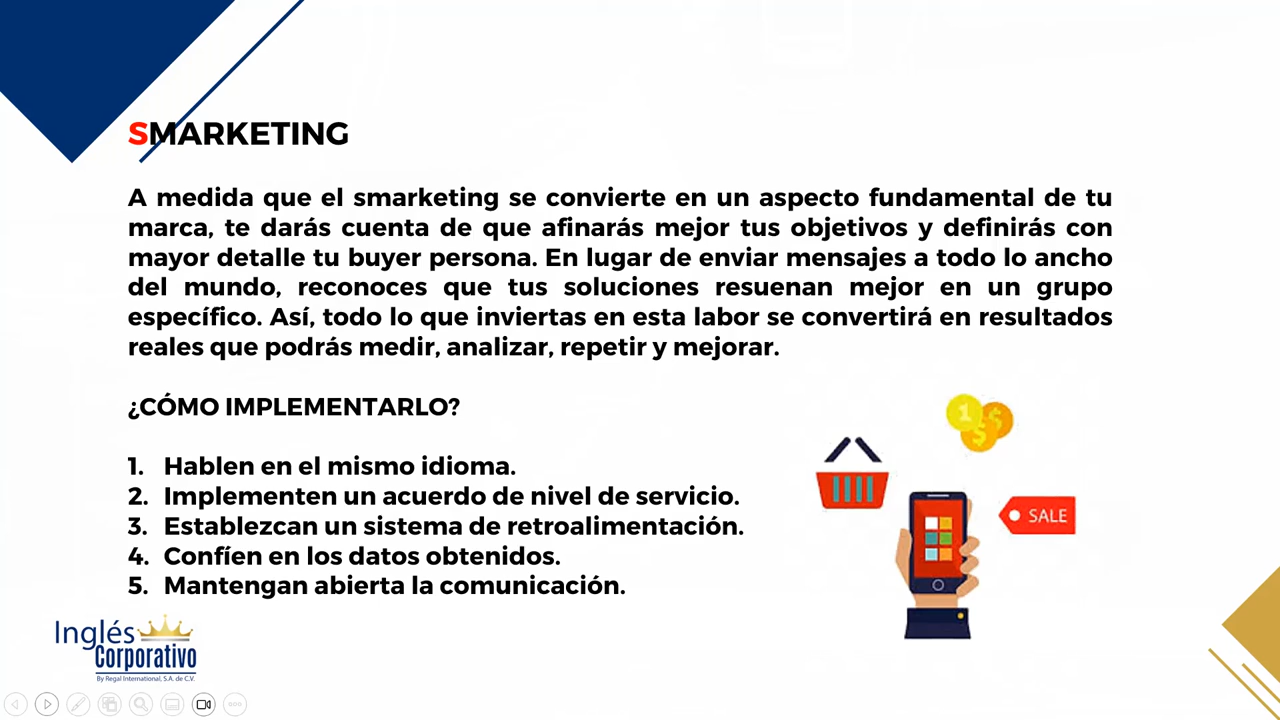 SMARKETING
A medida que el smarketing se convierte en un aspecto fundamental de tu
marca, te darás cuenta de que afinarás mejor tus objetivos y definirás con
mayor detalle tu buyer persona. En lugar de enviar mensajes a todo lo ancho
del mundo, reconoces que tus soluciones resuenan mejor en un grupo
específico. Así, todo lo que inviertas en esta labor se convertirá en resultados
reales que podrás medir, analizar, repetir y mejorar.
¿CÓMO IMPLEMENTARLO?
1. Hablen en el mismo idioma.
2. Implementen un acuerdo de nivel de servicio.
3. Establezcan un sistema de retroalimentación.
4. Confíen en los datos obtenidos.
5. Mantengan abierta la comunicación.
1
$
$
SALE
Inglés
Corporativo
By Regal International, S.A. de C.V.